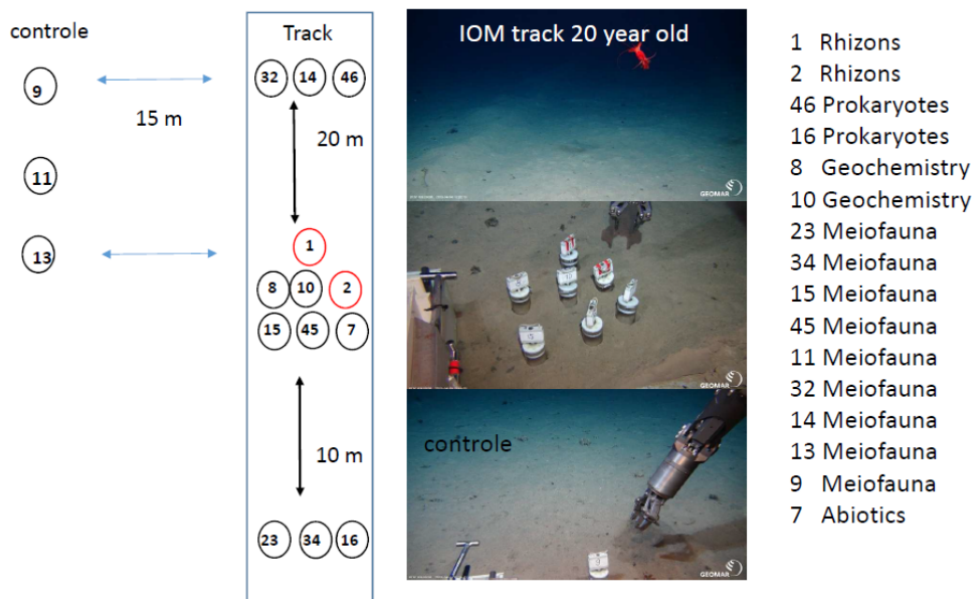 controle
9
11
13
15 m
Track
32 14 46
20 m
1
8 10 2
15 45 7
10 m
23 34 16
IOM track 20 year old
GEOMAR
GEOMAR
controle
GEOMAR
1 Rhizons
2 Rhizons
46 Prokaryotes
16 Prokaryotes
8 Geochemistry
10 Geochemistry
23 Meiofauna
34 Meiofauna
15 Meiofauna
45 Meiofauna
11 Meiofauna
32 Meiofauna
14 Meiofauna
13 Meiofauna
9 Meiofauna
7 Abiotics